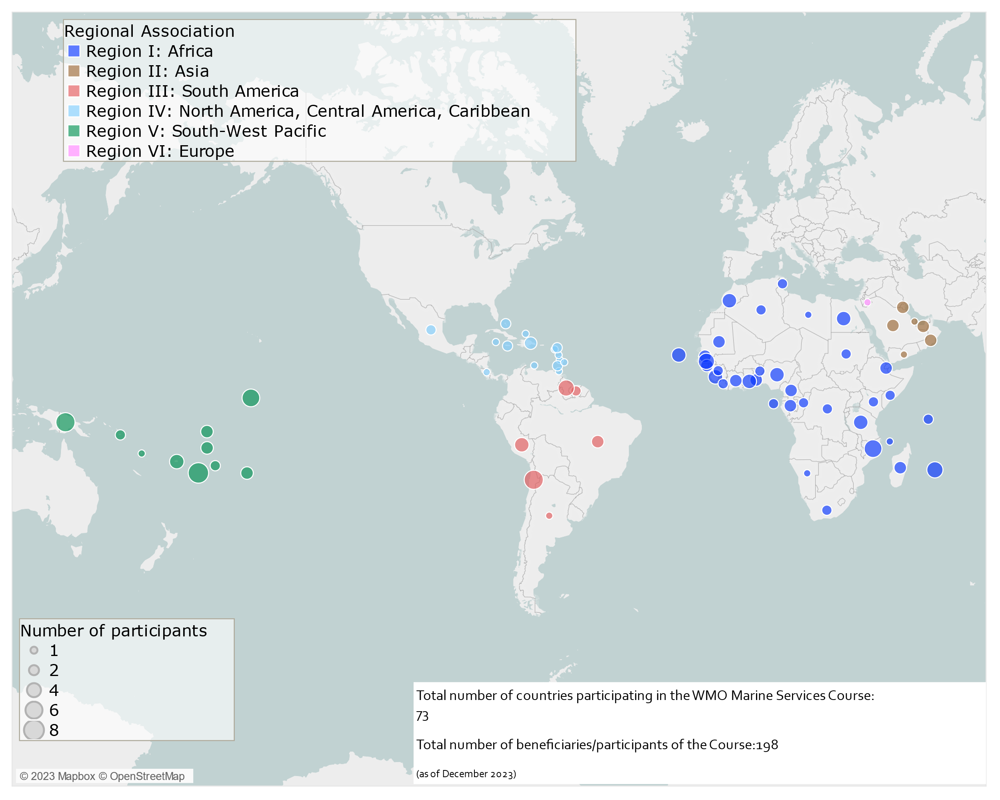 Regional Association
Region I: Africa
Region II: Asia
Region III: South America
Region IV: North America, Central America, Caribbean
Region V: South-West Pacific
Region VI: Europe
Number of participants
1
2
4
6
8
Total number of countries participating in the WMO Marine Services Course:
73
Total number of beneficiaries/participants of the Course:198
(as of December 2023)
© 2023 Mapbox © OpenStreetMap